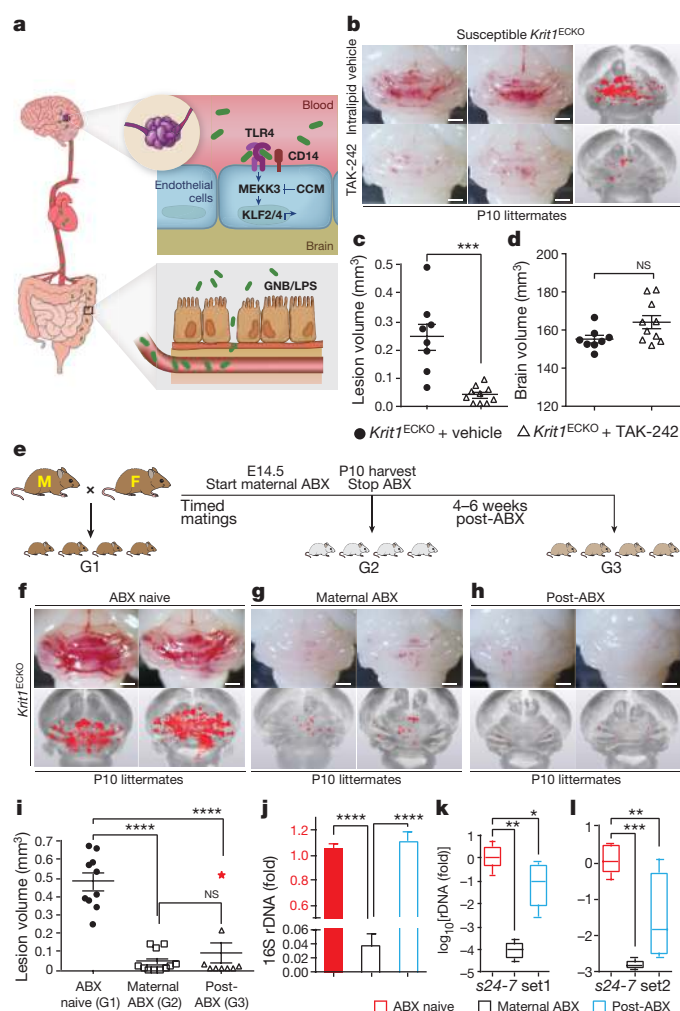 a
Blood
TLR4
CD14
Endothelial
cells
MEKK3
CCM
KLF2/4
Brain
GNB/LPS
b
Susceptible Krit1ECKO
Intralipid vehicle
TAK-242
P10 littermates
c
***
Lesion volume (mm3)
0.5
0.4
0.3
0.2
0.1
0
d
NS
Brain volume (mm3)
200
180
160
140
120
● Krit1ECKO + vehicle
△ Krit1ECKO + TAK-242
e
M
×
F
E14.5
Start maternal ABX
P10 harvest
Stop ABX
Timed
matings
4–6 weeks
post-ABX
G1
G2
G3
f
ABX naive
g
Maternal ABX
h
Post-ABX
Krit1ECKO
P10 littermates
P10 littermates
P10 littermates
i
****
****
NS
Lesion volume (mm3)
0.7
0.6
0.5
0.4
0.3
0.2
0.1
0
ABX
naive (G1)
Maternal
ABX (G2)
Post-
ABX (G3)
j
****
****
16S rDNA (fold)
1.2
1.0
0.8
0.6
0.06
0.04
0.02
0.00
k
*
**
log10[rDNA (fold)]
1
0
−1
−2
−3
−4
−5
s24-7 set1
l
**
***
1
0
−1
−2
−3
s24-7 set2
ABX naive
Maternal ABX
Post-ABX